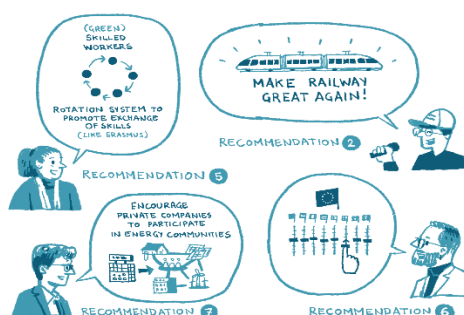 (GREEN)
SKILLED
WORKERS
ROTATION SYSTEM TO
PROMOTE EXCHANGE
OF SKILLS
(LIKE ERASMUS)
RECOMMENDATION 5
MAKE RAILWAY
GREAT AGAIN!
RECOMMENDATION 2
ENCOURAGE
PRIVATE COMPANIES
TO PARTICIPATE
IN ENERGY COMMUNITIES
RECOMMENDATION 7
RECOMMENDATION 6